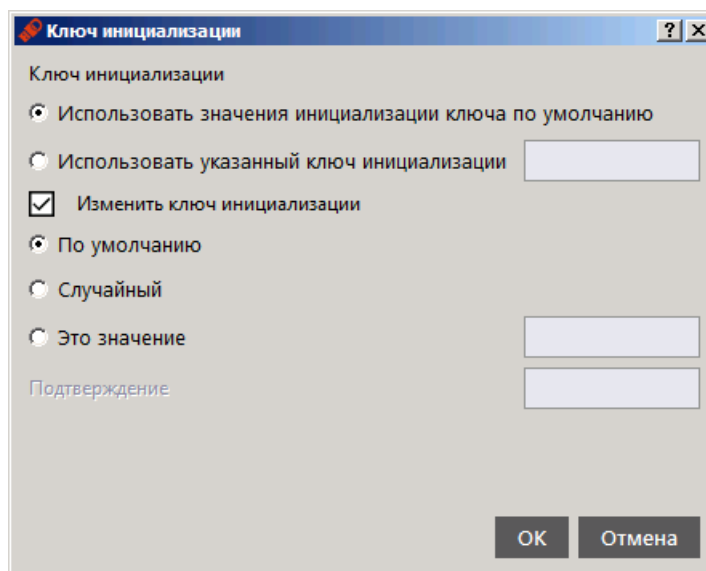 Ключ инициализации
Ключ инициализации
Использовать значения инициализации ключа по умолчанию
Использовать указанный ключ инициализации
Изменить ключ инициализации
По умолчанию
Случайный
Это значение
Подтверждение
OK Отмена